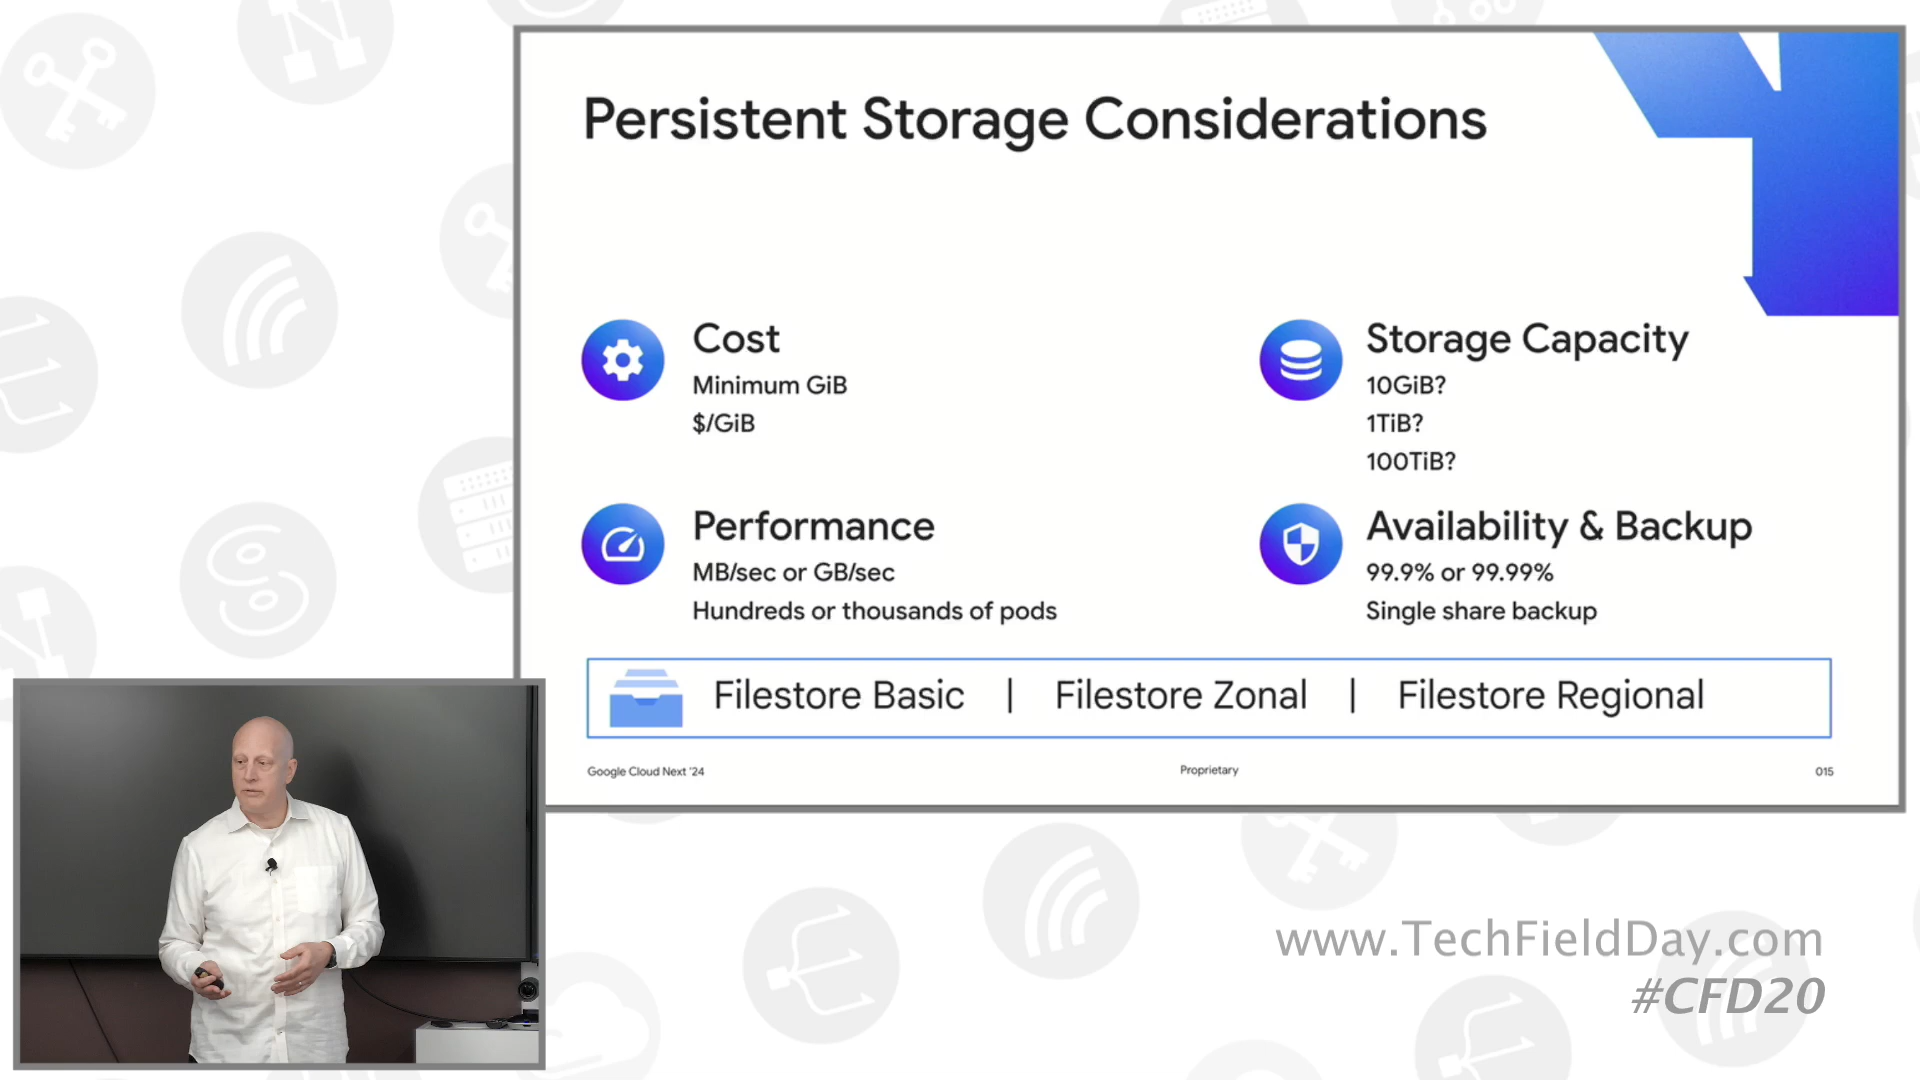 Persistent Storage Considerations
Cost
Minimum GiB
$/GiB
Storage Capacity
10GiB?
1TiB?
100TiB?
Performance
MB/sec or GB/sec
Hundreds or thousands of pods
Availability & Backup
99.9% or 99.99%
Single share backup
Filestore Basic | Filestore Zonal | Filestore Regional
Google Cloud Next '24
Proprietary
015
www.TechFieldDay.com
#CFD20